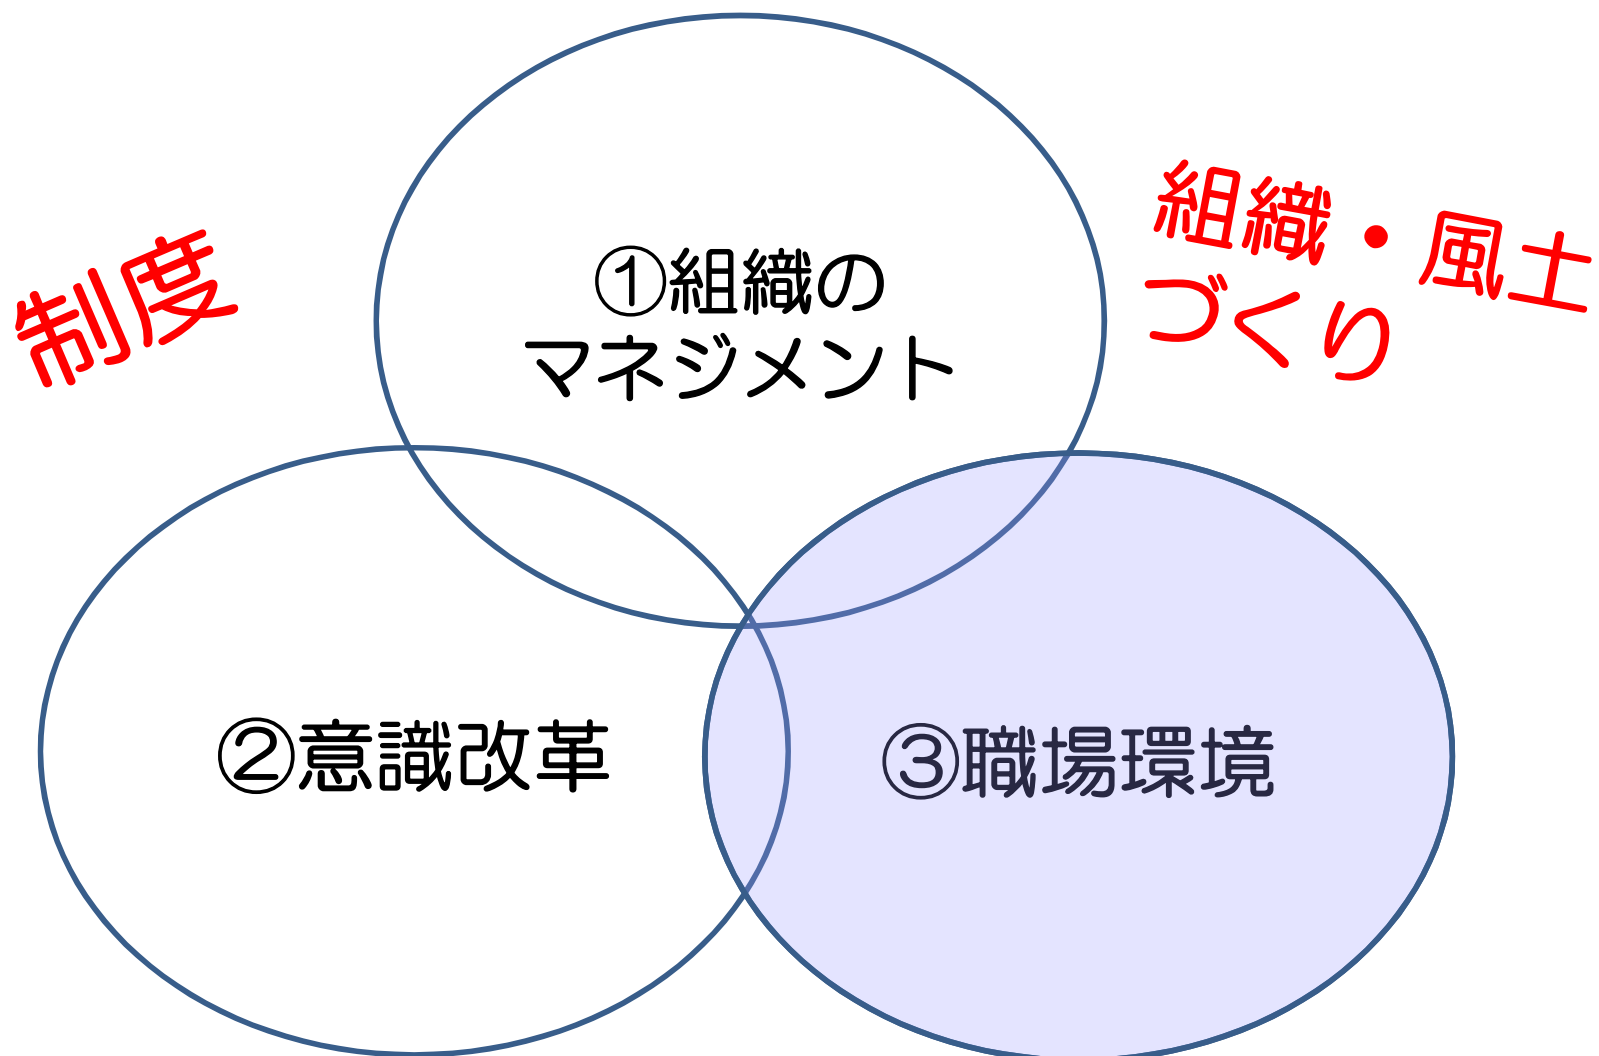 制度
組織・風土
づくり
①組織の
マネジメント
②意識改革
③職場環境